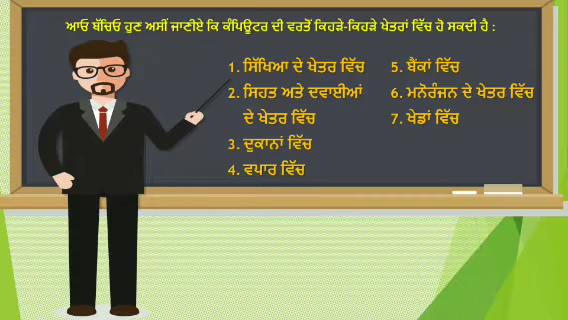 ਆਓ ਬੱਚਿਓ ਹੁਣ ਅਸੀਂ ਜਾਣੀਏ ਕਿ ਕੰਪਿਊਟਰ ਦੀ ਵਰਤੋਂ ਕਿਹੜੇ-ਕਿਹੜੇ ਖੇਤਰਾਂ ਵਿੱਚ ਹੋ ਸਕਦੀ ਹੈ :
1. ਸਿੱਖਿਆ ਦੇ ਖੇਤਰ ਵਿੱਚ
2. ਸਿਹਤ ਅਤੇ ਦਵਾਈਆਂ
ਦੇ ਖੇਤਰ ਵਿੱਚ
3. ਦੁਕਾਨਾਂ ਵਿੱਚ
4. ਵਪਾਰ ਵਿੱਚ
5. ਬੈਂਕਾਂ ਵਿੱਚ
6. ਮਨੋਰੰਜਨ ਦੇ ਖੇਤਰ ਵਿੱਚ
7. ਖੇਡਾਂ ਵਿੱਚ